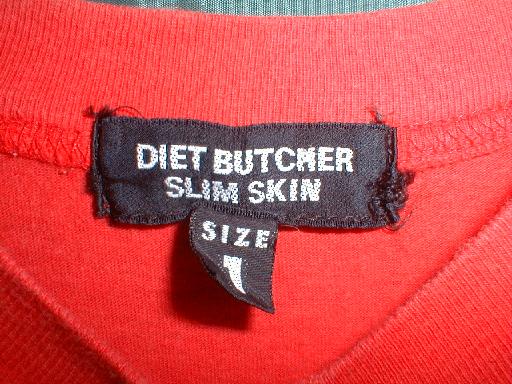 DIET BUTCHER
SLIM SKIN
SIZE
1